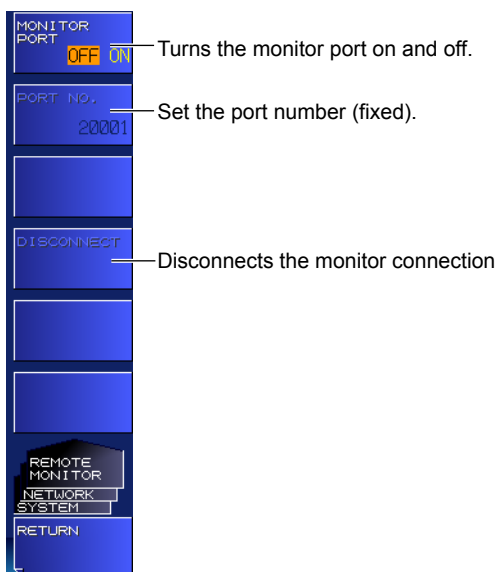 MONITOR
PORT
OFF ON
Turns the monitor port on and off.
PORT NO.
20001
Set the port number (fixed).
DISCONNECT
Disconnects the monitor connection
REMOTE
MONITOR
NETWORK
SYSTEM
RETURN